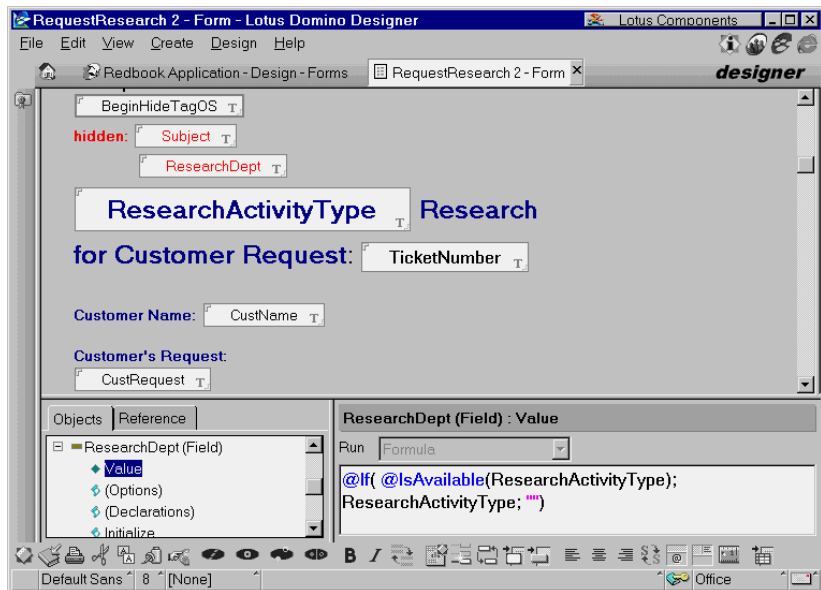 RequestResearch 2 - Form - Lotus Domino Designer Lotus Components
File Edit View Create Design Help
Redbook Application - Design - Forms RequestResearch 2 - Form designer
BeginHideTagOS T
hidden: Subject T
ResearchDept T
ResearchActivityType T Research
for Customer Request: TicketNumber T
Customer Name: CustName T
Customer's Request:
CustRequest T
Objects Reference ResearchDept (Field) : Value
ResearchDept (Field) Run Formula
Value
@If( @IsAvailable(ResearchActivityType);
(Options)
ResearchActivityType; "")
(Declarations)
Initialize
B I
Default Sans 8 [None] Office